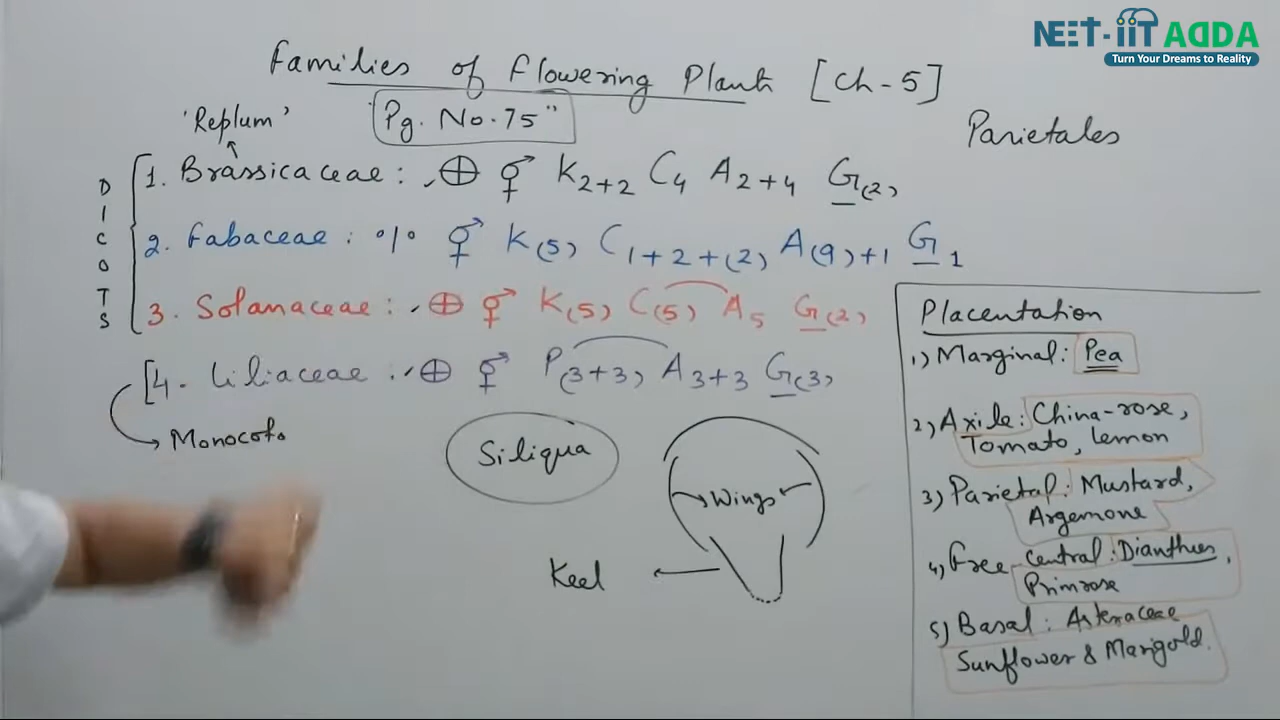 NEET-iiT ADDA
Turn Your Dreams to Reality
Families of Flowering Plants [Ch-5]
'Replum'
"Pg. No. 75"
Parietales
DICOTS
1. Brassicaceae: ⊕ ⚥ K2+2 C4 A2+4 G(2)
2. Fabaceae: %  ⚥ K(5) C1+2+(2) A(9)+1 G1
3. Solanaceae: ⊕ ⚥ K(5) C(5) A5 G(2)
[4. Liliaceae: ⊕ ⚥ P(3+3) A3+3 G(3)
Monocots
Siliqua
Wings
Keel
Placentation
1) Marginal: Pea
2) Axile: China-rose,
Tomato, Lemon
3) Parietal: Mustard,
Argemone
4) Free-central: Dianthus,
Primrose
5) Basal: Asteraceae
Sunflower & Marigold.